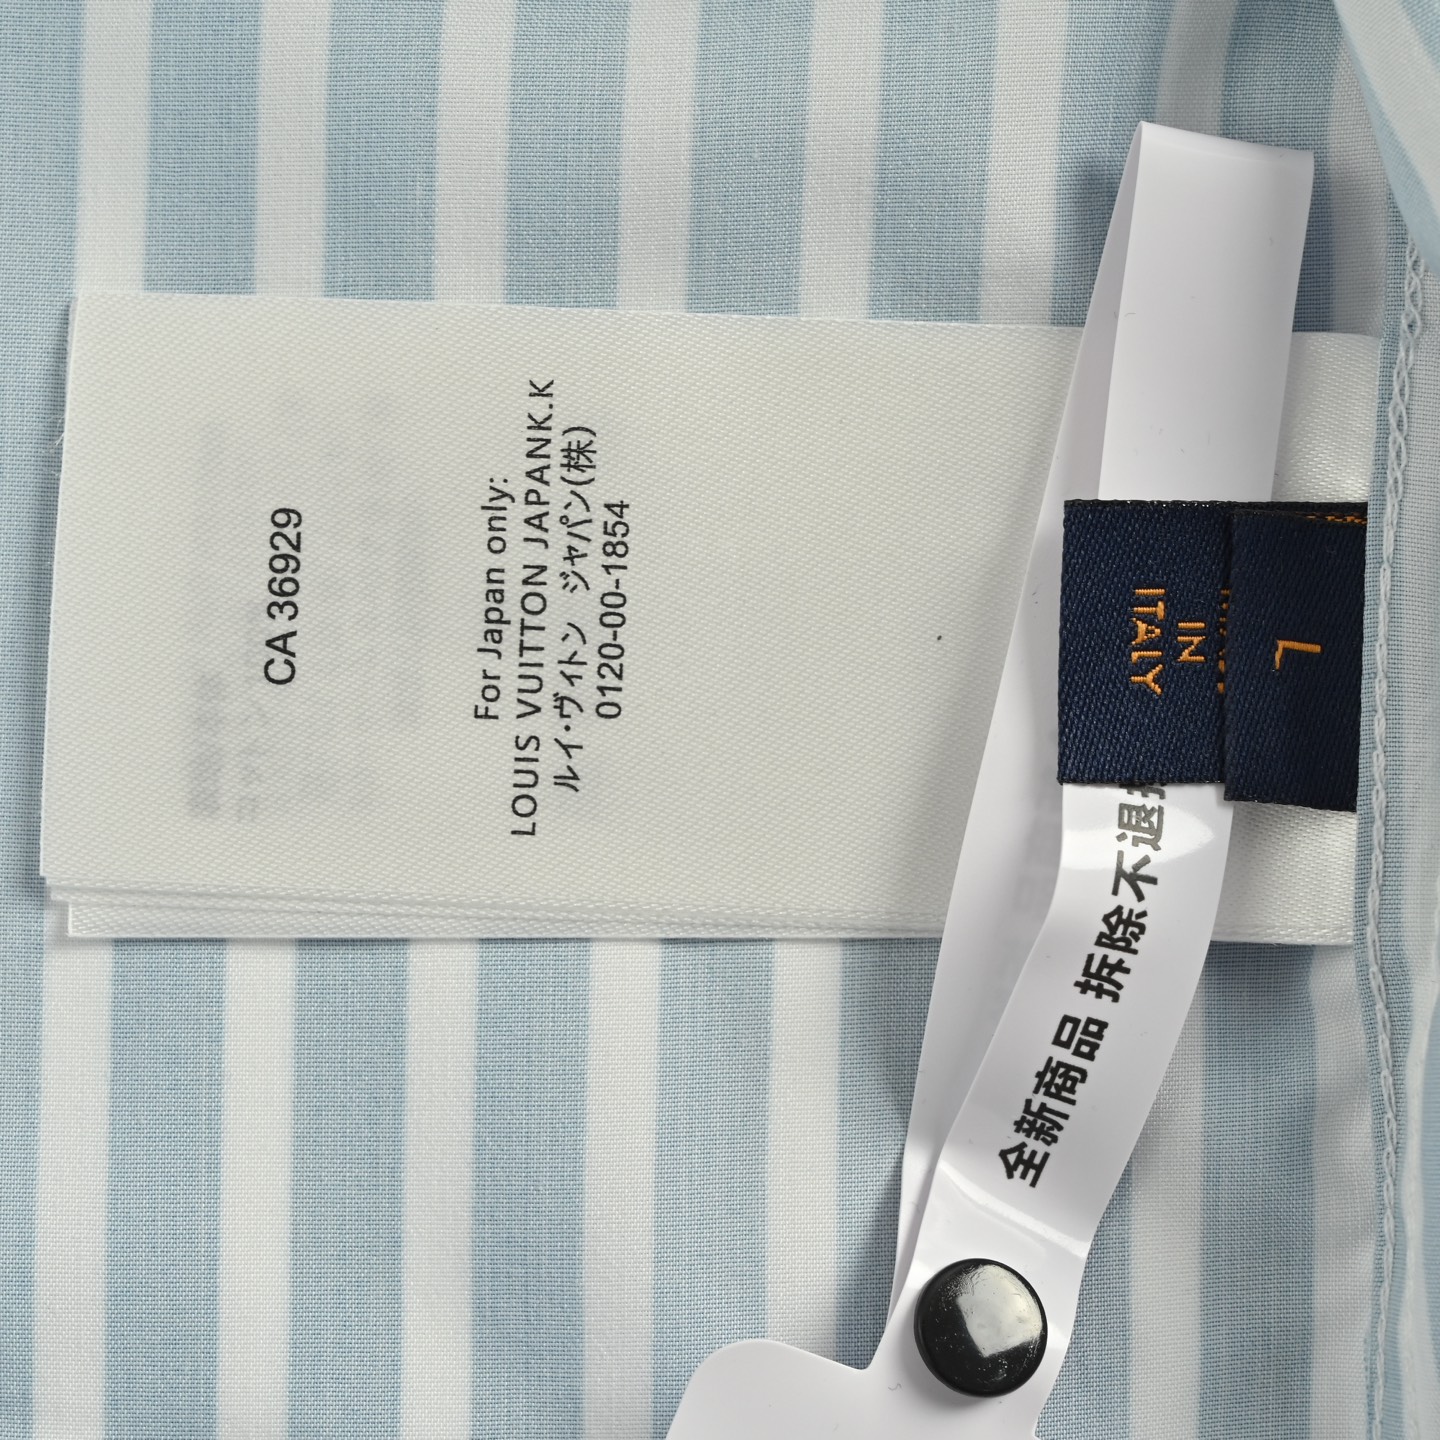 CA 36929
For Japan only:
LOUIS VUITTON JAPANK.K
ルイ・ヴィトン ジャパン(株)
0120-00-1854
IN
ITALY
L
全新商品 拆除不退